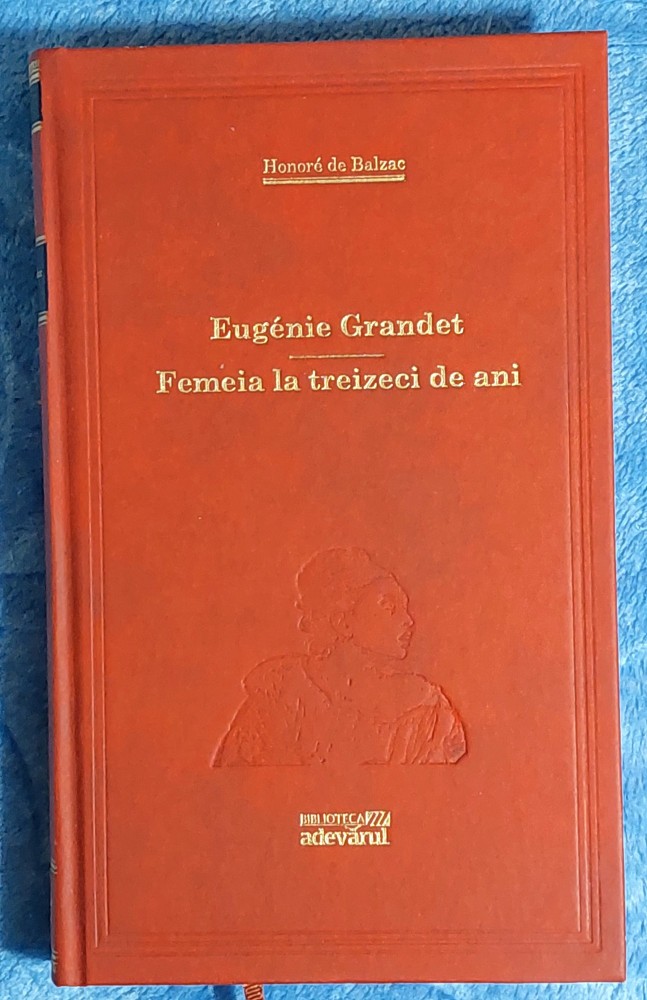 Honoré de Balzac
Eugénie Grandet
Femeia la treizeci de ani
BIBLIOTECA
adevărul